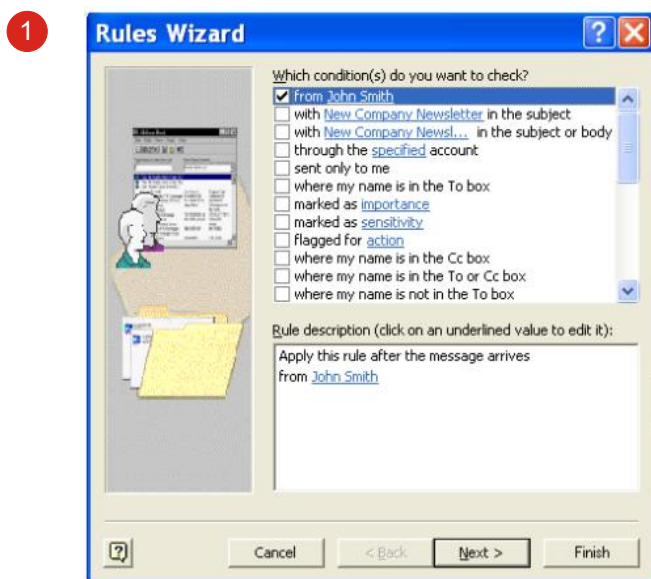 1
Rules Wizard
Which condition(s) do you want to check?
from John Smith
with New Company Newsletter in the subject
with New Company Newsl... in the subject or body
through the specified account
sent only to me
where my name is in the To box
marked as importance
marked as sensitivity
flagged for action
where my name is in the Cc box
where my name is in the To or Cc box
where my name is not in the To box
Rule description (click on an underlined value to edit it):
Apply this rule after the message arrives
from John Smith
Cancel < Back Next > Finish